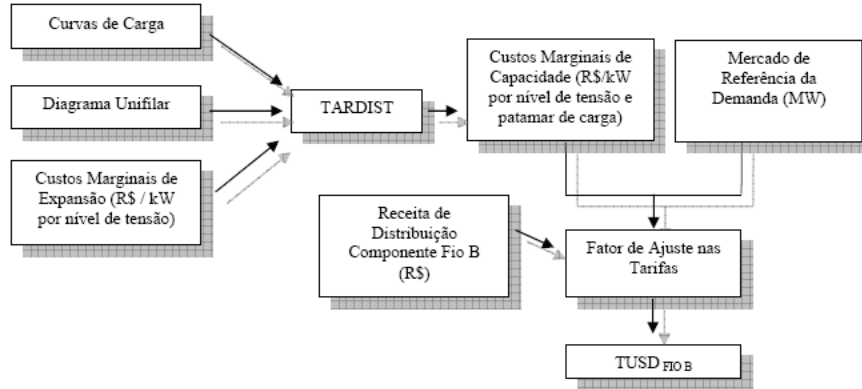 Curvas de Carga
Diagrama Unifilar
Custos Marginais de
Expansão (R$ / kW
por nível de tensão)
TARDIST
Custos Marginais de
Capacidade (R$/kW
por nível de tensão e
patamar de carga)
Mercado de
Referência da
Demanda (MW)
Receita de
Distribuição
Componente Fio B
(R$)
Fator de Ajuste nas
Tarifas
TUSD FIO B